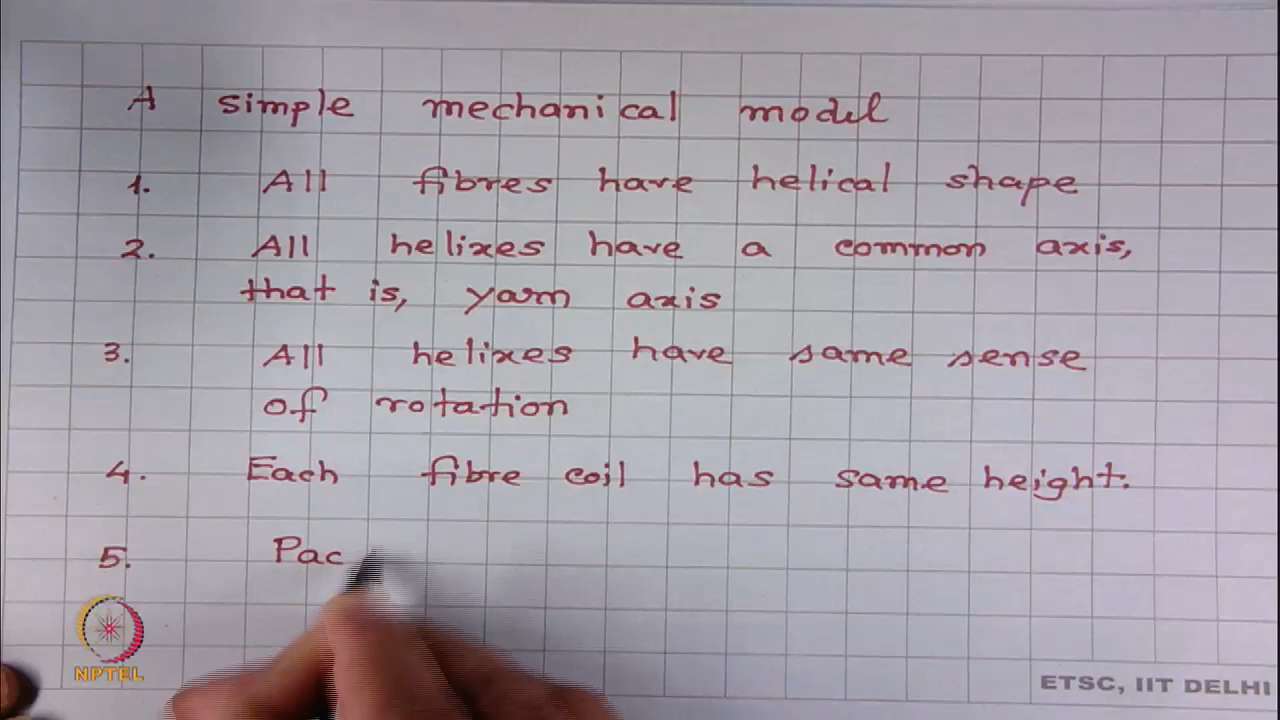 A simple mechanical model
1. All fibres have helical shape
2. All helixes have a common axis,
that is, yarn axis
3. All helixes have same sense
of rotation
4. Each fibre coil has same height.
5. Pac
NPTEL
ETSC, IIT DELHI